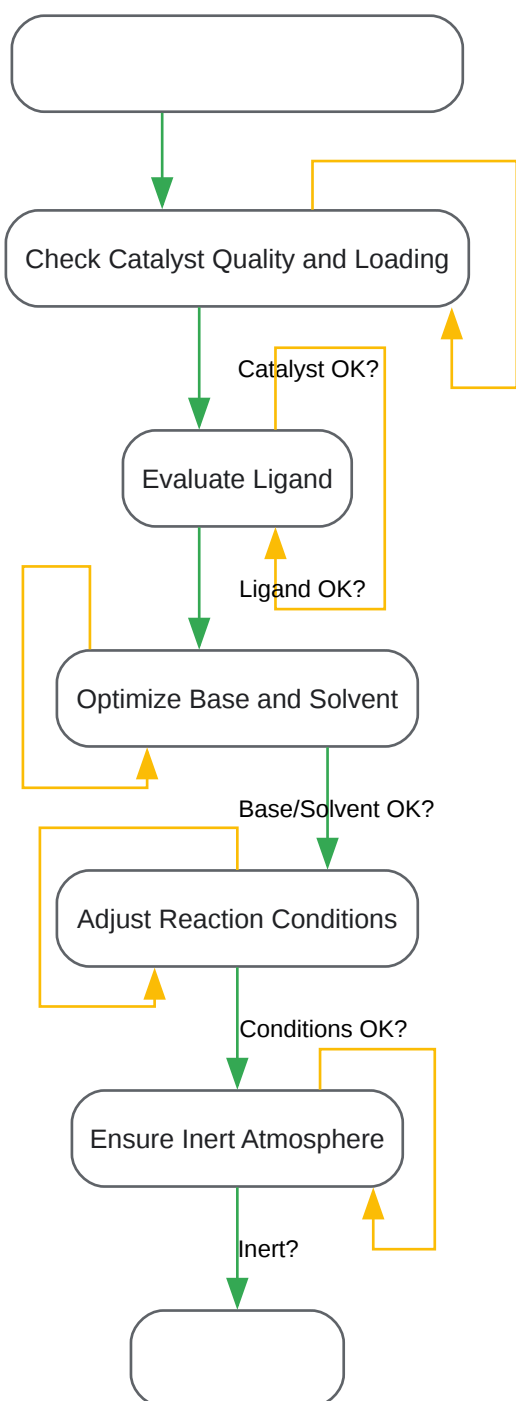 Check Catalyst Quality and Loading
Catalyst OK?
Evaluate Ligand
Ligand OK?
Optimize Base and Solvent
Base/Solvent OK?
Adjust Reaction Conditions
Conditions OK?
Ensure Inert Atmosphere
Inert?